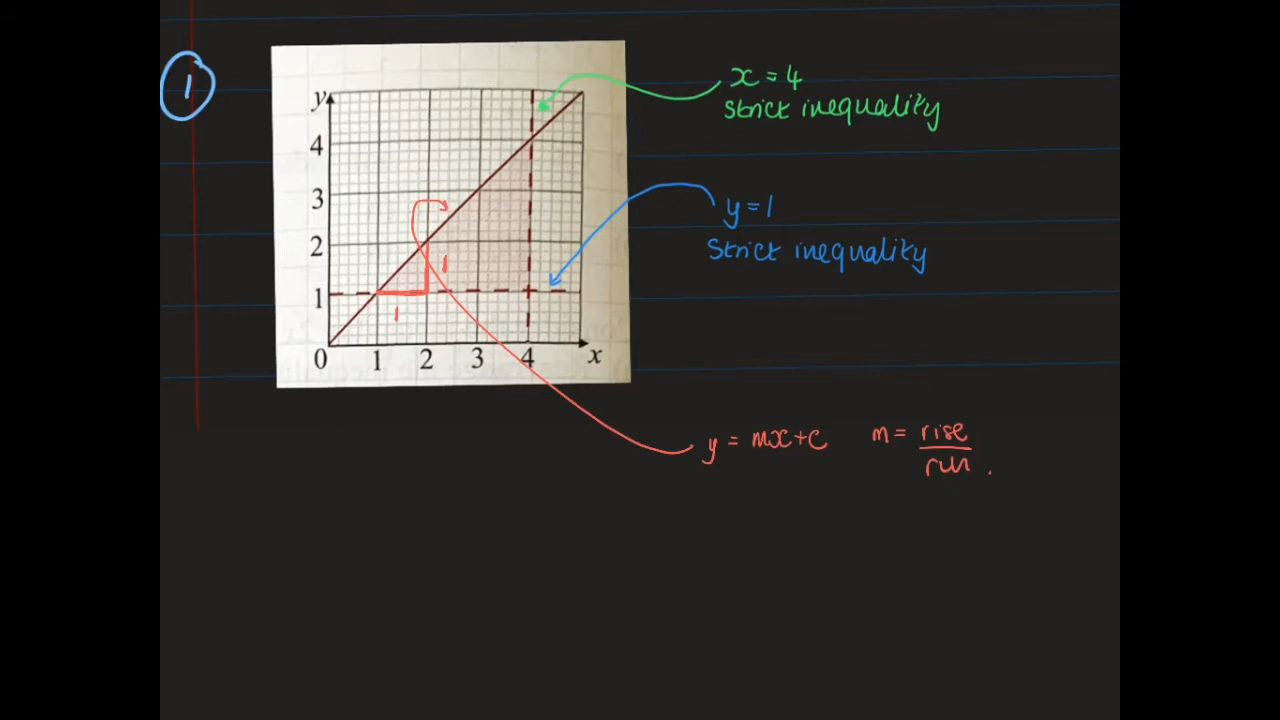 1
y
4
3
2
1
0
1 2 3 4 x
x = 4
Strict inequality
y = 1
Strict inequality
1
1
y = mx + c m = rise
run